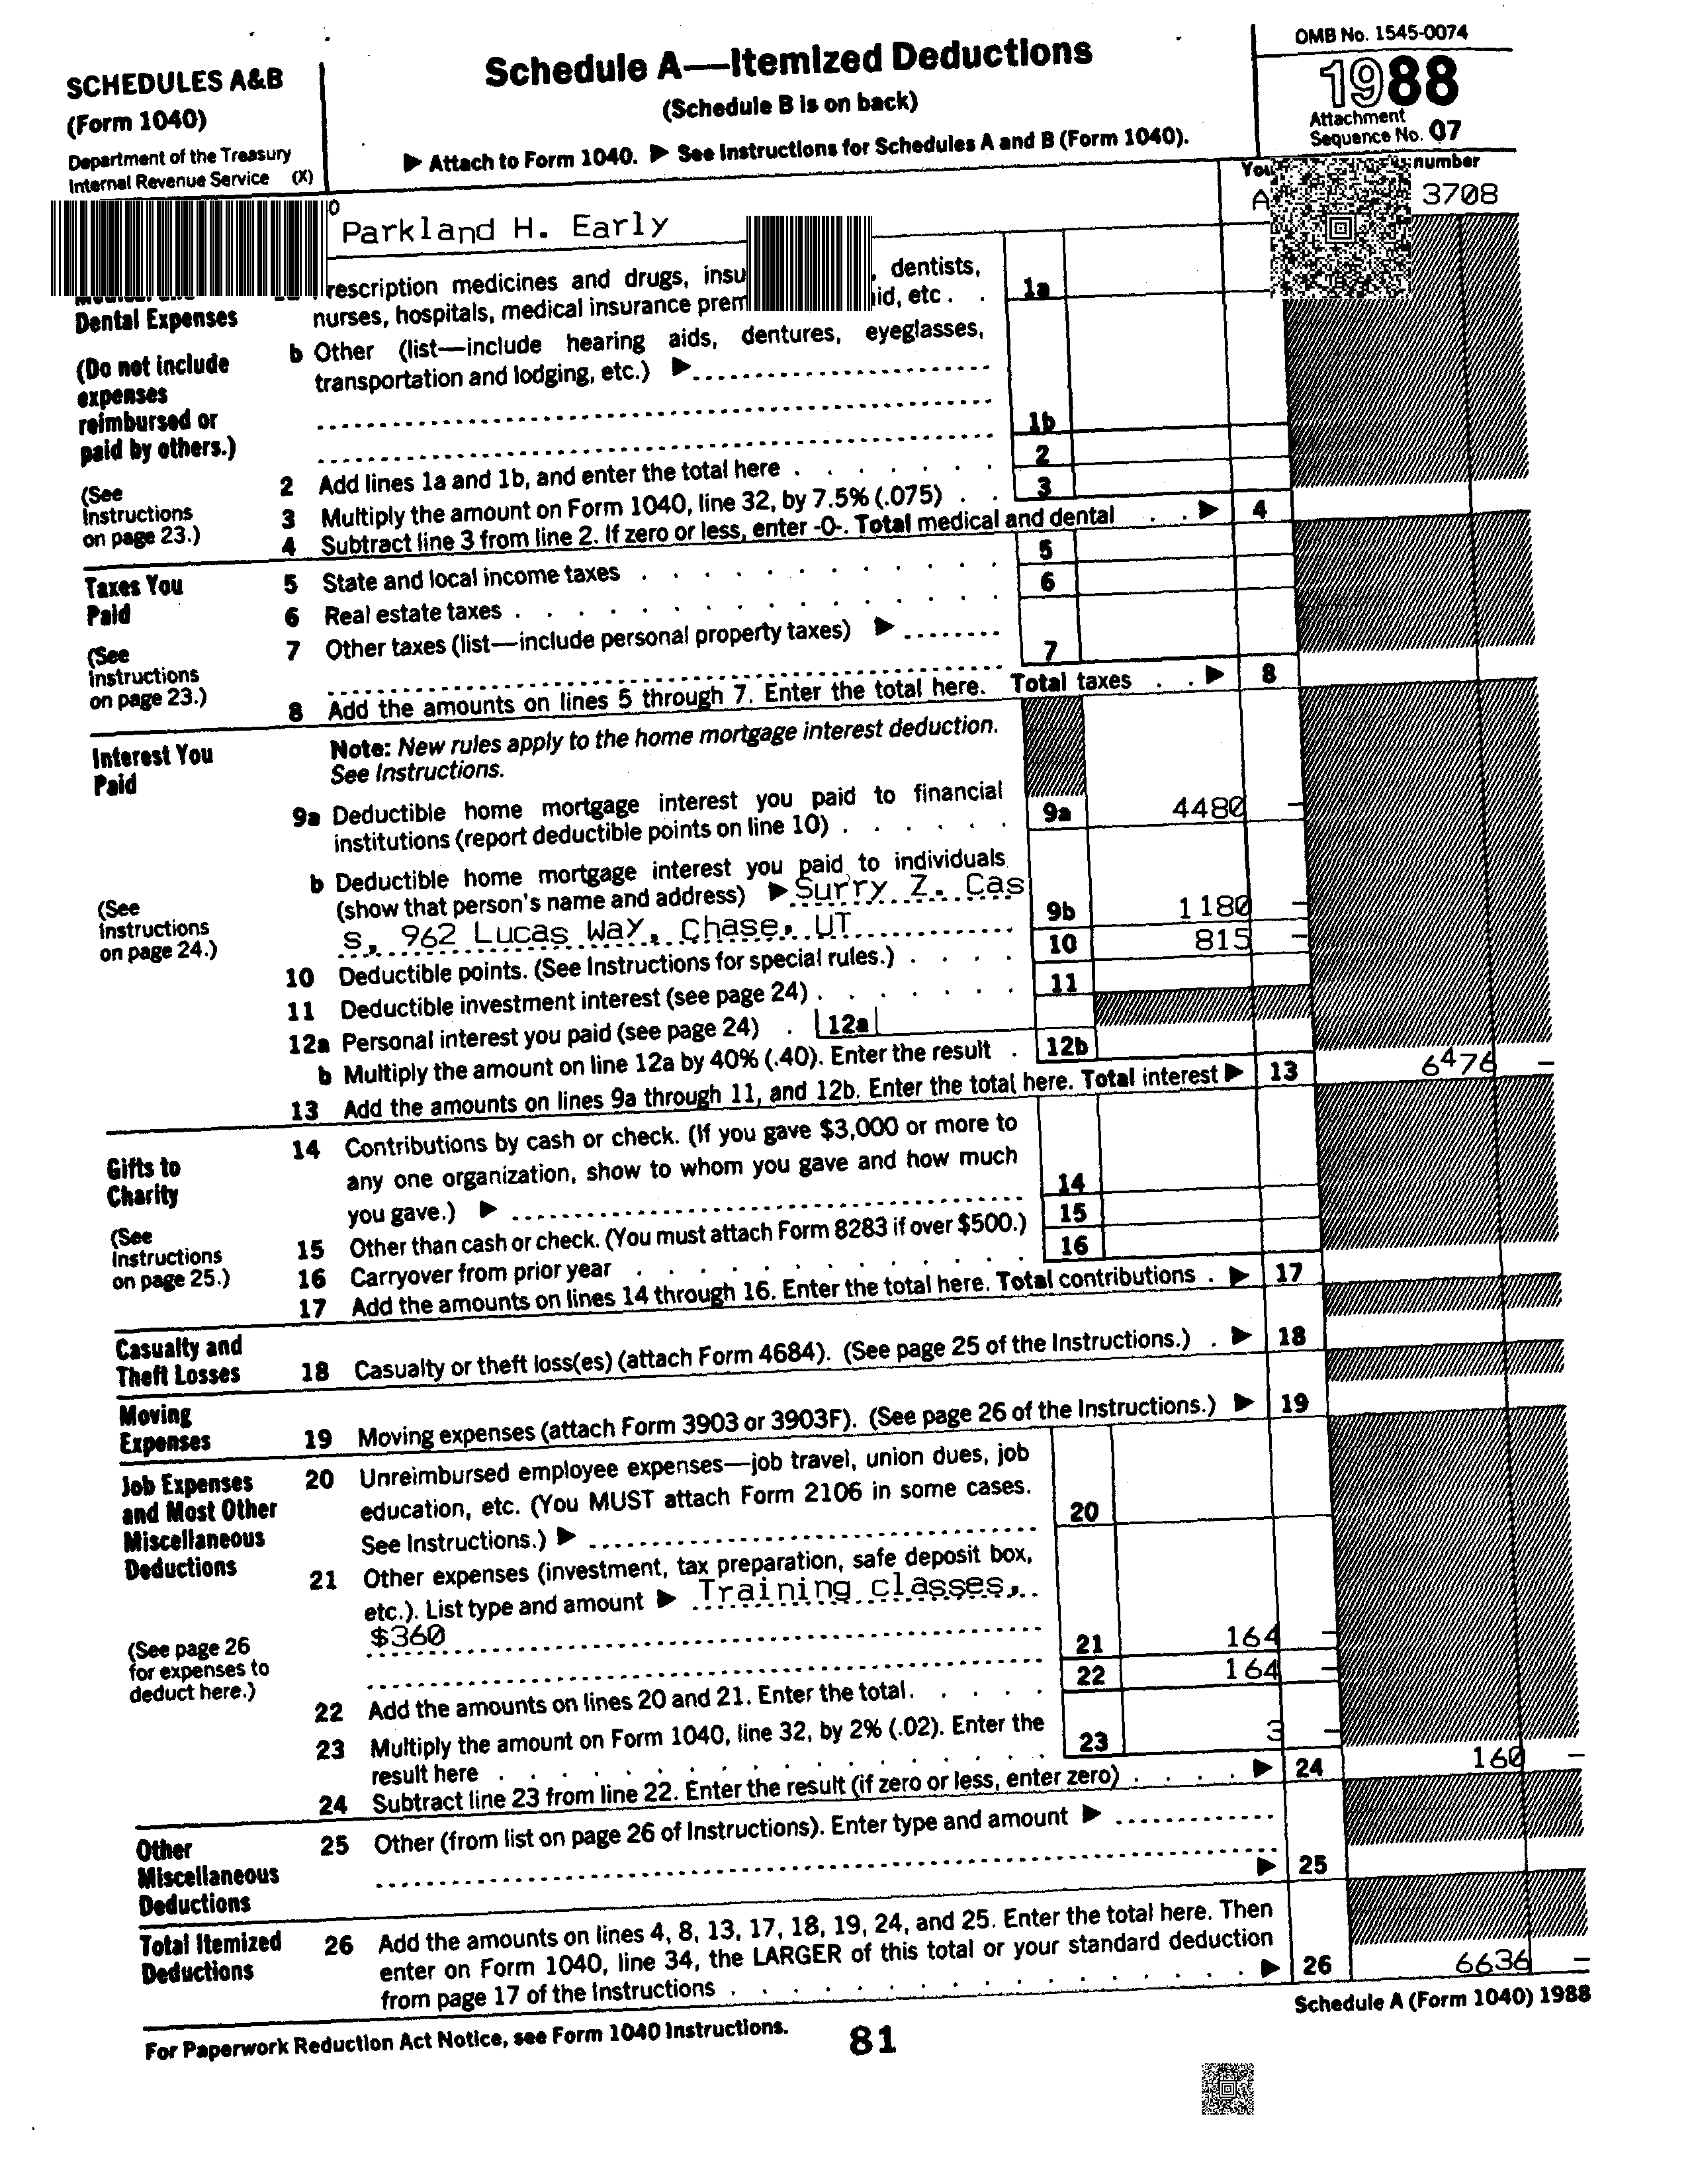 SCHEDULES A&B
(Form 1040)
Department of the Treasury
Internal Revenue Service (X)
Schedule A—Itemized Deductions
(Schedule B is on back)
▶ Attach to Form 1040. ▶ See Instructions for Schedules A and B (Form 1040).
OMB No. 1545-0074
1988
Attachment
Sequence No. 07
number
3708
Parkland H. Early
Dental Expenses
(Do not include
expenses
reimbursed or
paid by others.)
(See
Instructions
on page 23.)
medicines and drugs, dentists,
nurses, hospitals, medical insurance etc. . 1a
b Other (list—include hearing aids, dentures, eyeglasses,
transportation and lodging, etc.) ▶
1b
2 Add lines 1a and 1b, and enter the total here 2
3 Multiply the amount on Form 1040, line 32, by 7.5% (.075) 3
4 Subtract line 3 from line 2. If zero or less, enter -0-. Total medical and dental ▶ 4
Taxes You
Paid
(See
Instructions
on page 23.)
5 State and local income taxes 5
6 Real estate taxes 6
7 Other taxes (list—include personal property taxes) ▶
7
8 Add the amounts on lines 5 through 7. Enter the total here. Total taxes ▶ 8
Interest You
Paid
(See
Instructions
on page 24.)
Note: New rules apply to the home mortgage interest deduction.
See Instructions.
9a Deductible home mortgage interest you paid to financial
institutions (report deductible points on line 10) 9a 4480 —
b Deductible home mortgage interest you paid to individuals
(show that person's name and address) ▶ Surry Z. Cas
s, 962 Lucas Way, Chase, UT 9b 1180 —
10 Deductible points. (See Instructions for special rules.) 10 815 —
11 Deductible investment interest (see page 24) 11
12a Personal interest you paid (see page 24) 12a
b Multiply the amount on line 12a by 40% (.40). Enter the result 12b
13 Add the amounts on lines 9a through 11, and 12b. Enter the total here. Total interest ▶ 13 6476 —
Gifts to
Charity
(See
Instructions
on page 25.)
14 Contributions by cash or check. (If you gave $3,000 or more to
any one organization, show to whom you gave and how much
you gave.) ▶ 14
15 Other than cash or check. (You must attach Form 8283 if over $500.) 15
16 Carryover from prior year 16
17 Add the amounts on lines 14 through 16. Enter the total here. Total contributions ▶ 17
Casualty and
Theft Losses
18 Casualty or theft loss(es) (attach Form 4684). (See page 25 of the Instructions.) ▶ 18
Moving
Expenses
19 Moving expenses (attach Form 3903 or 3903F). (See page 26 of the Instructions.) ▶ 19
Job Expenses
and Most Other
Miscellaneous
Deductions
(See page 26
for expenses to
deduct here.)
20 Unreimbursed employee expenses—job travel, union dues, job
education, etc. (You MUST attach Form 2106 in some cases.
See Instructions.) ▶ 20
21 Other expenses (investment, tax preparation, safe deposit box,
etc.). List type and amount ▶ Training classes,
$360
21 164 —
22 Add the amounts on lines 20 and 21. Enter the total. 22 164 —
23 Multiply the amount on Form 1040, line 32, by 2% (.02). Enter the
result here 23 3 —
24 Subtract line 23 from line 22. Enter the result (if zero or less, enter zero) ▶ 24 160 —
Other
Miscellaneous
Deductions
25 Other (from list on page 26 of Instructions). Enter type and amount ▶
▶ 25
Total Itemized
Deductions
26 Add the amounts on lines 4, 8, 13, 17, 18, 19, 24, and 25. Enter the total here. Then
enter on Form 1040, line 34, the LARGER of this total or your standard deduction
from page 17 of the Instructions ▶ 26 6636 —
For Paperwork Reduction Act Notice, see Form 1040 Instructions.
81
Schedule A (Form 1040) 1988